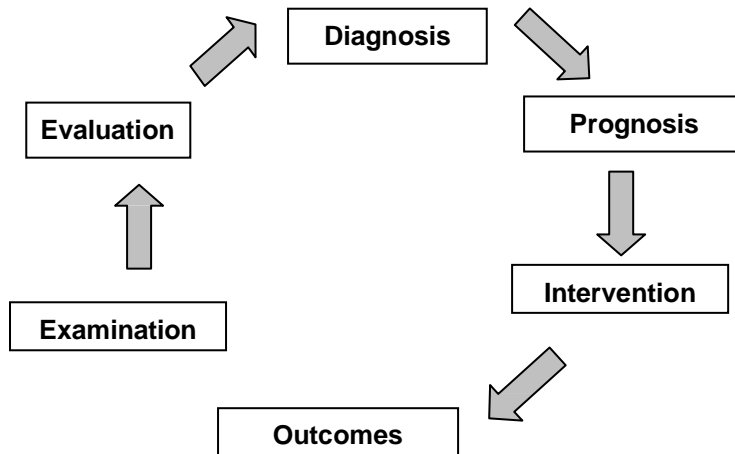 Diagnosis
Evaluation
Prognosis
Intervention
Examination
Outcomes